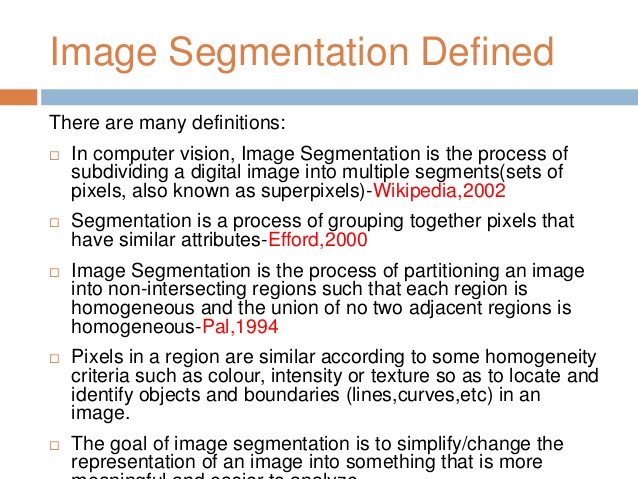 Image Segmentation Defined
There are many definitions:
In computer vision, Image Segmentation is the process of
subdividing a digital image into multiple segments(sets of
pixels, also known as superpixels)-Wikipedia,2002
Segmentation is a process of grouping together pixels that
have similar attributes-Efford,2000
Image Segmentation is the process of partitioning an image
into non-intersecting regions such that each region is
homogeneous and the union of no two adjacent regions is
homogeneous-Pal,1994
Pixels in a region are similar according to some homogeneity
criteria such as colour, intensity or texture so as to locate and
identify objects and boundaries (lines,curves,etc) in an
image.
The goal of image segmentation is to simplify/change the
representation of an image into something that is more
meaningful and easier to analyze